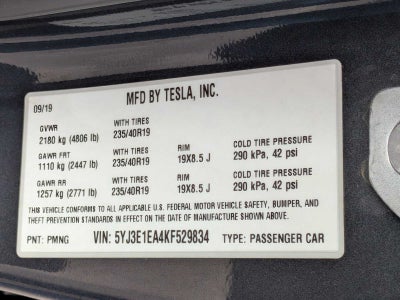 MFD BY TESLA, INC.
09/19
GVWR WITH TIRES
2180 kg (4806 lb) 235/40R19
GAWR FRT WITH TIRES RIM COLD TIRE PRESSURE
1110 kg (2447 lb) 235/40R19 19X8.5 J 290 kPa, 42 psi
GAWR RR WITH TIRES RIM COLD TIRE PRESSURE
1257 kg (2771 lb) 235/40R19 19X8.5 J 290 kPa, 42 psi
THIS VEHICLE CONFORMS TO ALL APPLICABLE U.S. FEDERAL MOTOR VEHICLE SAFETY, BUMPER, AND
THEFT PREVENTION STANDARDS IN EFFECT ON THE DATE OF MANUFACTURE SHOWN ABOVE.
PNT: PMNG VIN: 5YJ3E1EA4KF529834 TYPE: PASSENGER CAR